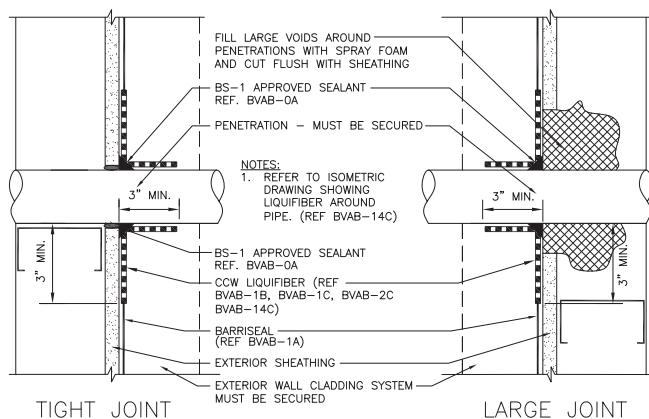 FILL LARGE VOIDS AROUND
PENETRATIONS WITH SPRAY FOAM
AND CUT FLUSH WITH SHEATHING
BS-1 APPROVED SEALANT
REF. BVAB-0A
PENETRATION – MUST BE SECURED
NOTES:
1. REFER TO ISOMETRIC
DRAWING SHOWING
LIQUIFIBER AROUND
PIPE. (REF BVAB-14C)
3" MIN.
3" MIN.
3" MIN.
3" MIN.
BS-1 APPROVED SEALANT
REF. BVAB-0A
CCW LIQUIFIBER (REF
BVAB-1B, BVAB-1C, BVAB-2C
BVAB-14C)
BARRISEAL
(REF BVAB-1A)
EXTERIOR SHEATHING
EXTERIOR WALL CLADDING SYSTEM
MUST BE SECURED
TIGHT JOINT
LARGE JOINT